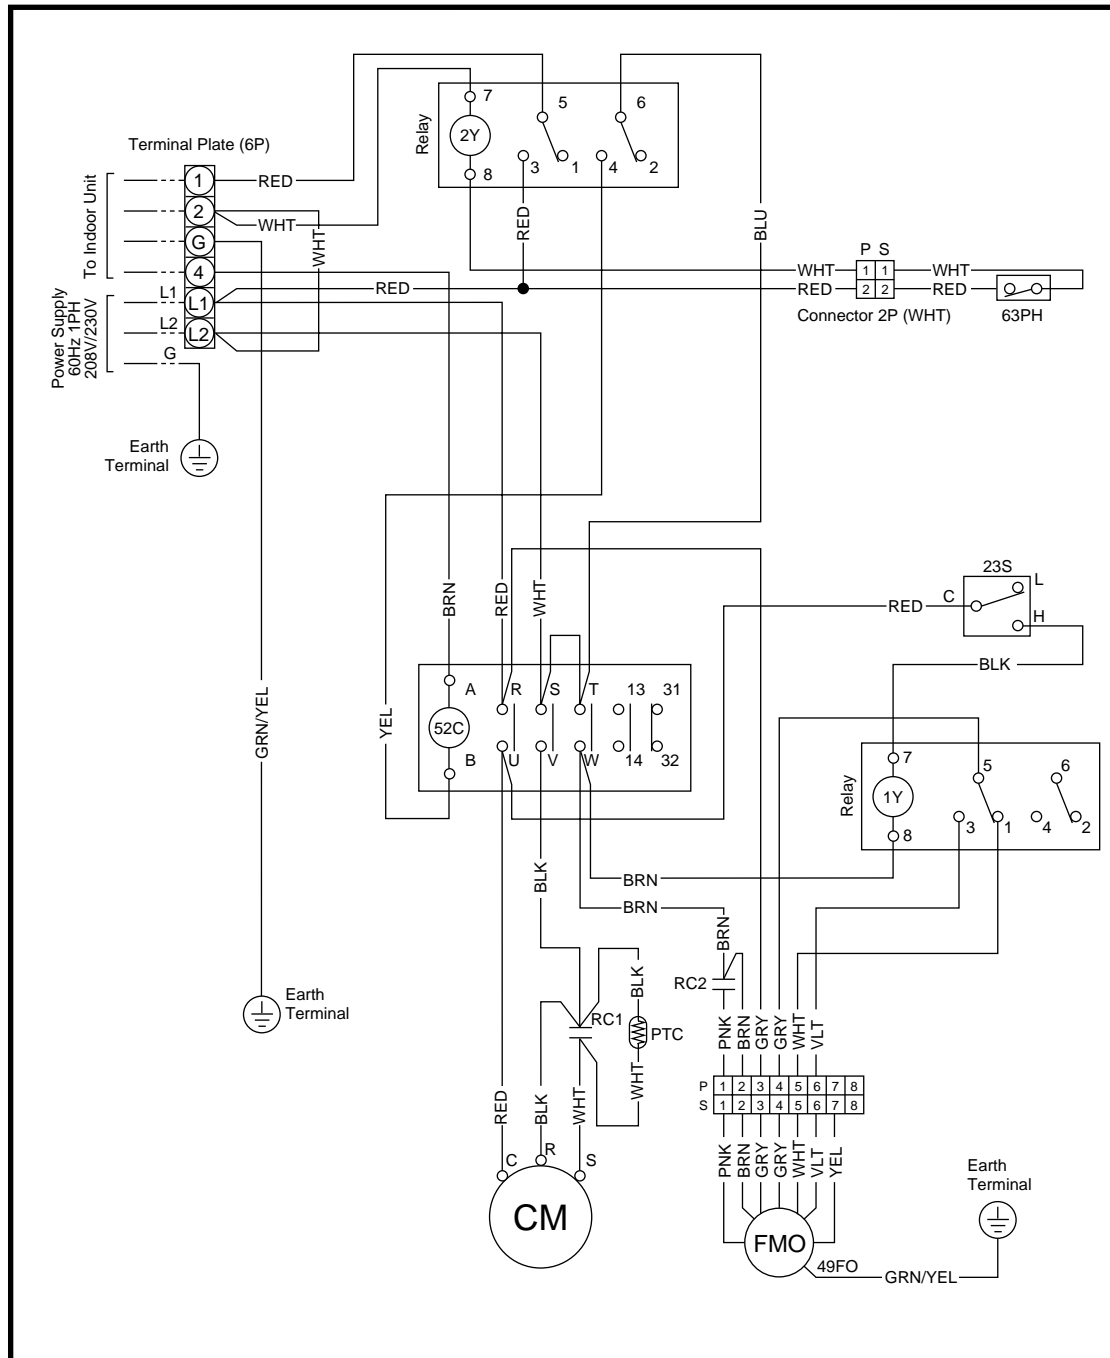 7
5
6
Relay
2Y
8
3
1
4
2
Terminal Plate (6P)
To Indoor Unit
1
RED
2
WHT
WHT
G
4
RED
BLU
L1
L1
RED
L2
L2
G
Power Supply
60Hz 1PH
208V/230V
P S
WHT
1 1
WHT
RED
2 2
RED
Connector 2P (WHT)
63PH
Earth
Terminal
23S
L
C
RED
H
BLK
BRN
RED
WHT
GRN/YEL
YEL
A
R
S
T
13
31
52C
B
U
V
W
14
32
7
5
6
Relay
1Y
8
3
1
4
2
BRN
BRN
BLK
BRN
Earth
Terminal
RC1
BLK
PTC
WHT
RC2
PNK
BRN
GRY
GRY
WHT
VLT
P 1 2 3 4 5 6 7 8
S 1 2 3 4 5 6 7 8
RED
BLK
WHT
PNK
BRN
GRY
GRY
WHT
VLT
YEL
C
R
S
CM
FMO
49FO
GRN/YEL
Earth
Terminal